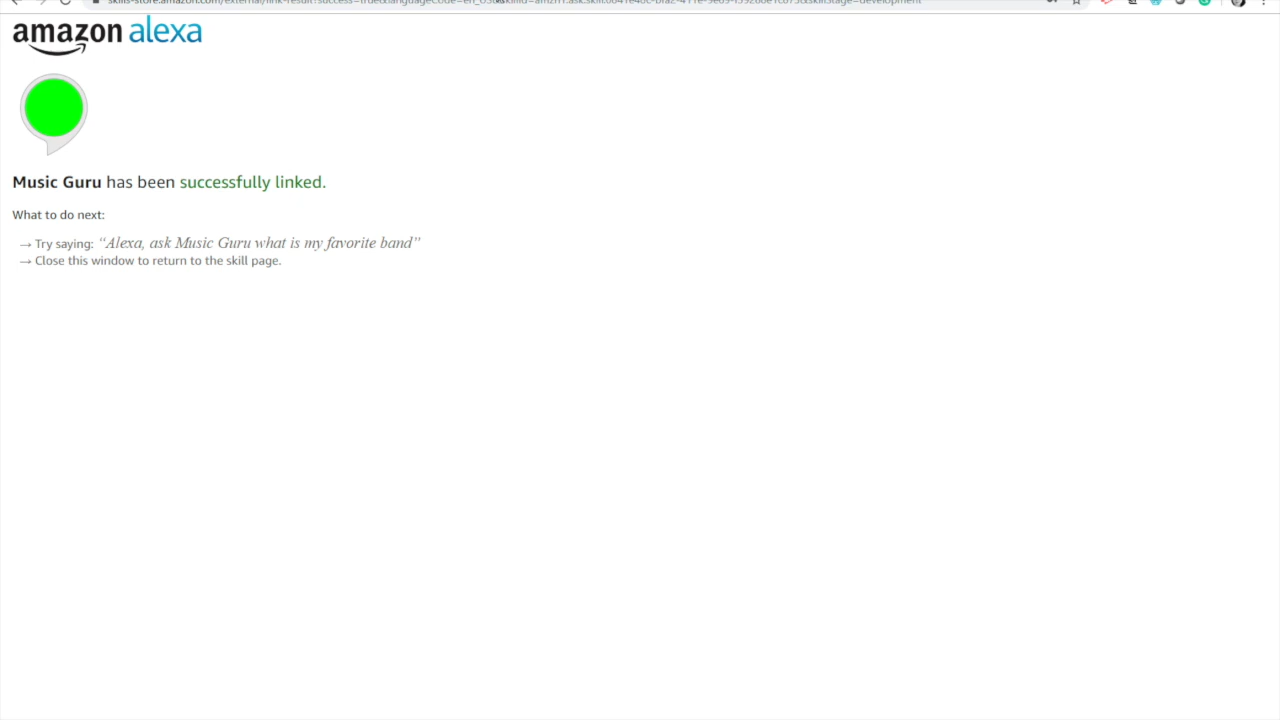 amazon alexa
Music Guru has been successfully linked.
What to do next:
→ Try saying: “Alexa, ask Music Guru what is my favorite band”
→ Close this window to return to the skill page.